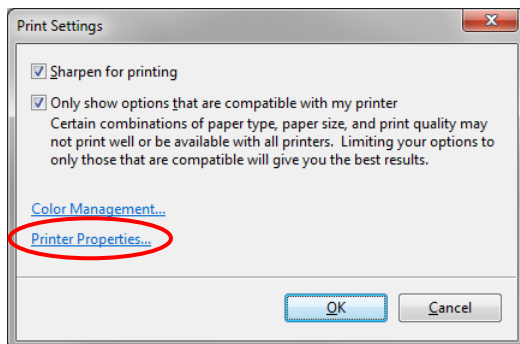 Print Settings
Sharpen for printing
Only show options that are compatible with my printer
Certain combinations of paper type, paper size, and print quality may
not print well or be available with all printers. Limiting your options to
only those that are compatible will give you the best results.
Color Management...
Printer Properties...
OK
Cancel